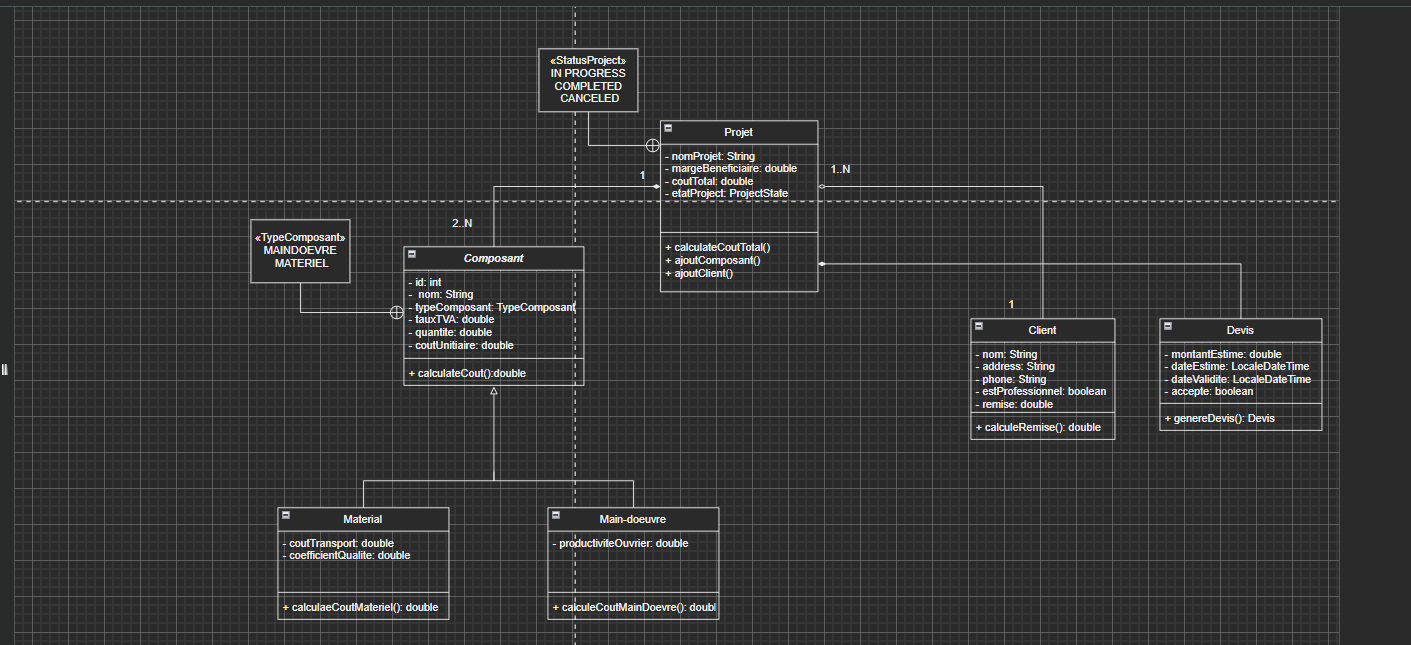 «StatusProject»
IN PROGRESS
COMPLETED
CANCELED
Projet
- nomProjet: String
- margeBeneficiaire: double
- coutTotal: double
- etatProject: ProjectState
+ calculateCoutTotal()
+ ajoutComposant()
+ ajoutClient()
1
1..N
2..N
1
«TypeComposant»
MAINDOEVRE
MATERIEL
Composant
- id: int
- nom: String
- typeComposant: TypeComposant
- tauxTVA: double
- quantite: double
- coutUnitiaire: double
+ calculateCout():double
Client
- nom: String
- address: String
- phone: String
- estProfessionnel: boolean
- remise: double
+ calculeRemise(): double
Devis
- montantEstime: double
- dateEstime: LocaleDateTime
- dateValidite: LocaleDateTime
- accepte: boolean
+ genereDevis(): Devis
Material
- coutTransport: double
- coefficientQualite: double
+ calculaeCoutMateriel(): double
Main-doeuvre
- productiviteOuvrier: double
+ calculeCoutMainDoevre(): doubl